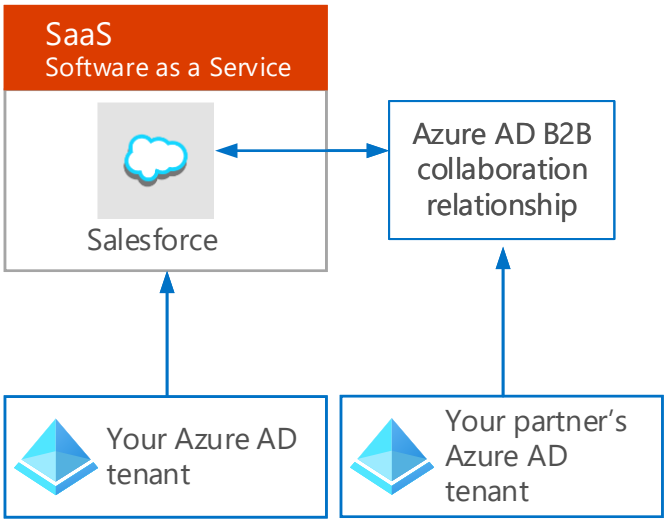 SaaS
Software as a Service
Salesforce
Azure AD B2B
collaboration
relationship
Your Azure AD
tenant
Your partner’s
Azure AD
tenant